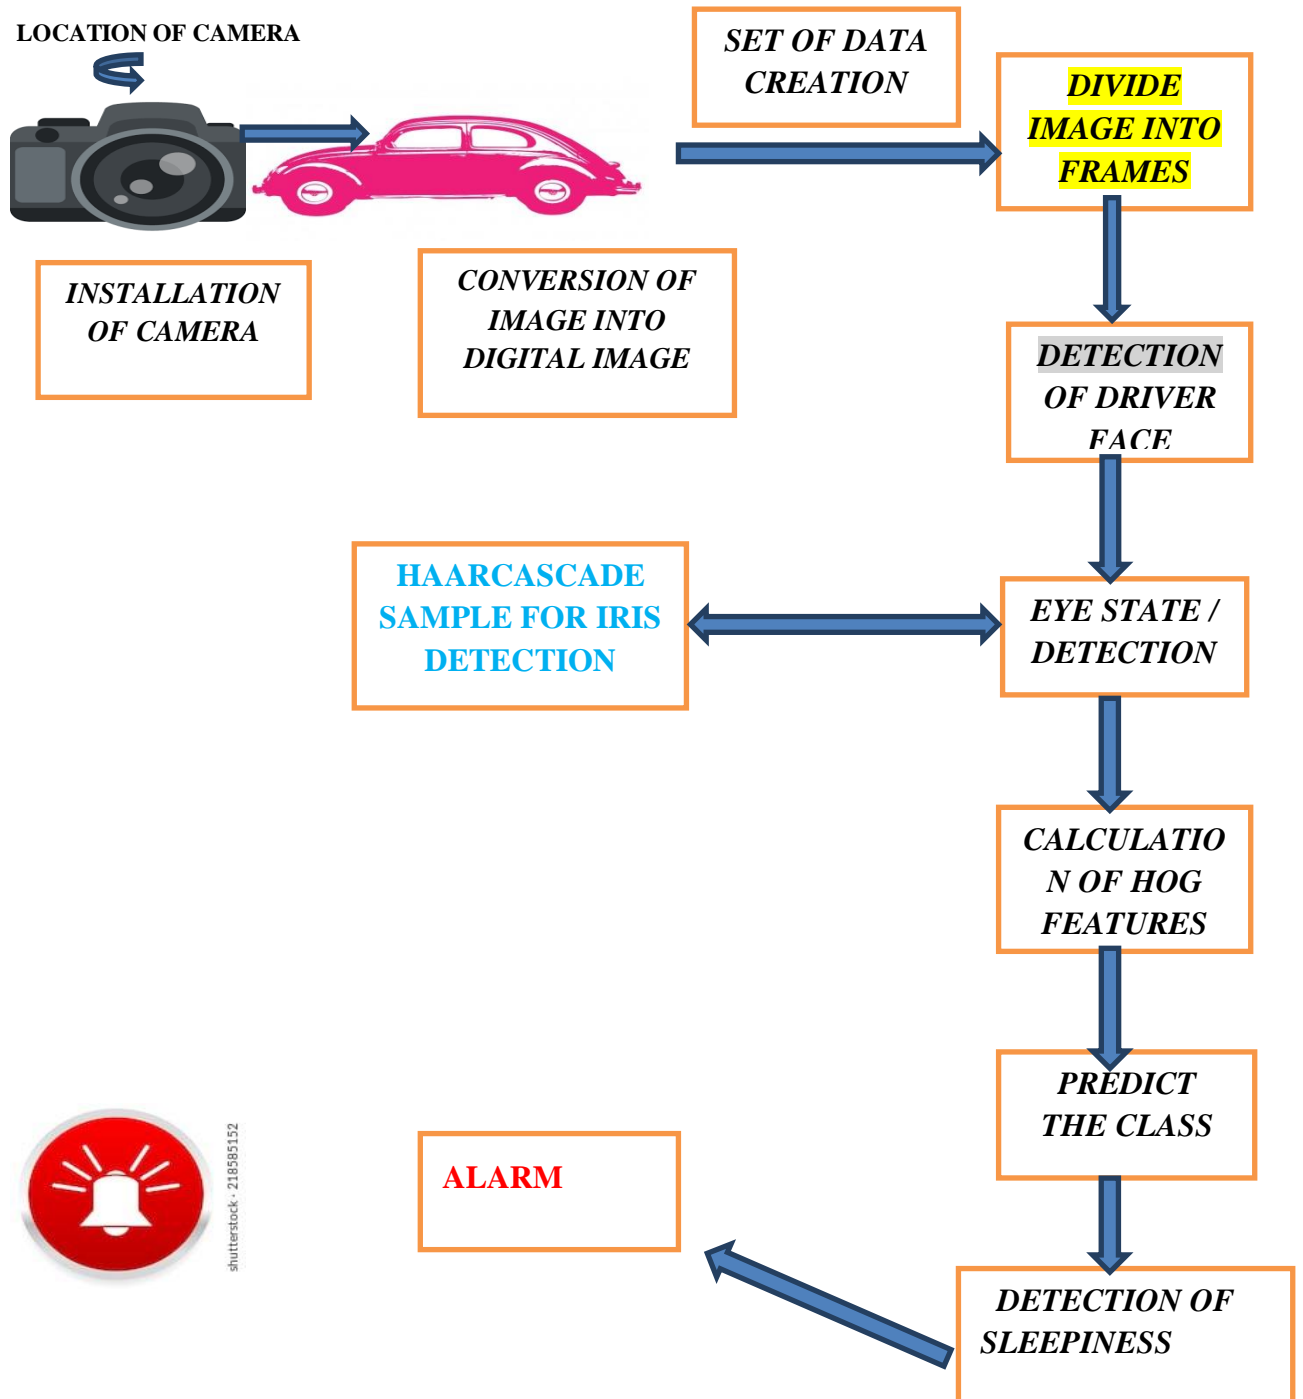 LOCATION OF CAMERA
SET OF DATA
CREATION
DIVIDE
IMAGE INTO
FRAMES
INSTALLATION
OF CAMERA
CONVERSION OF
IMAGE INTO
DIGITAL IMAGE
DETECTION
OF DRIVER
FACE
HAARCASCADE
SAMPLE FOR IRIS
DETECTION
EYE STATE /
DETECTION
CALCULATIO
N OF HOG
FEATURES
PREDICT
THE CLASS
shutterstock · 218585152
ALARM
DETECTION OF
SLEEPINESS